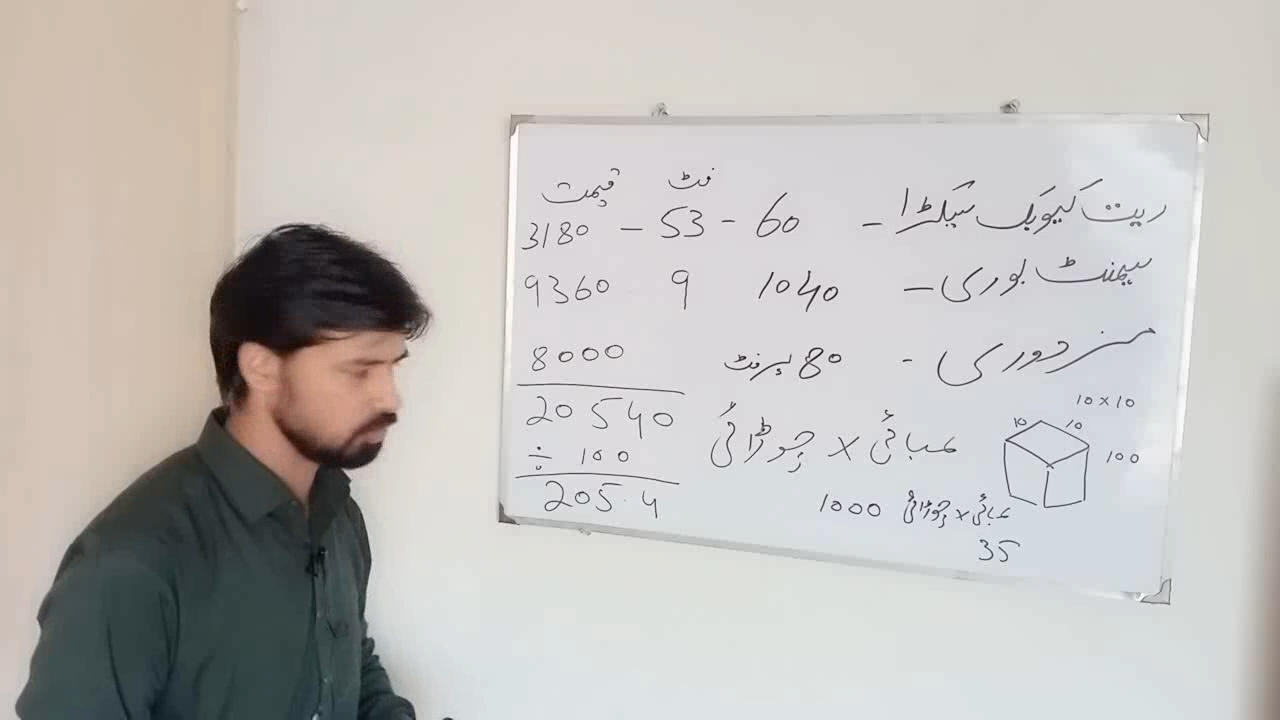 فٹ قیمت
ریت کیوبک سیکڑا - 60 - 53 - 3180
سیمنٹ بوری - 1040 9 9360
مزدوری - 80 پرفٹ 8000
20540
÷ 100
205.4
لمبائی x چوڑائی
10 x 10
10 10
100
لمبائی x چوڑائی 1000
35